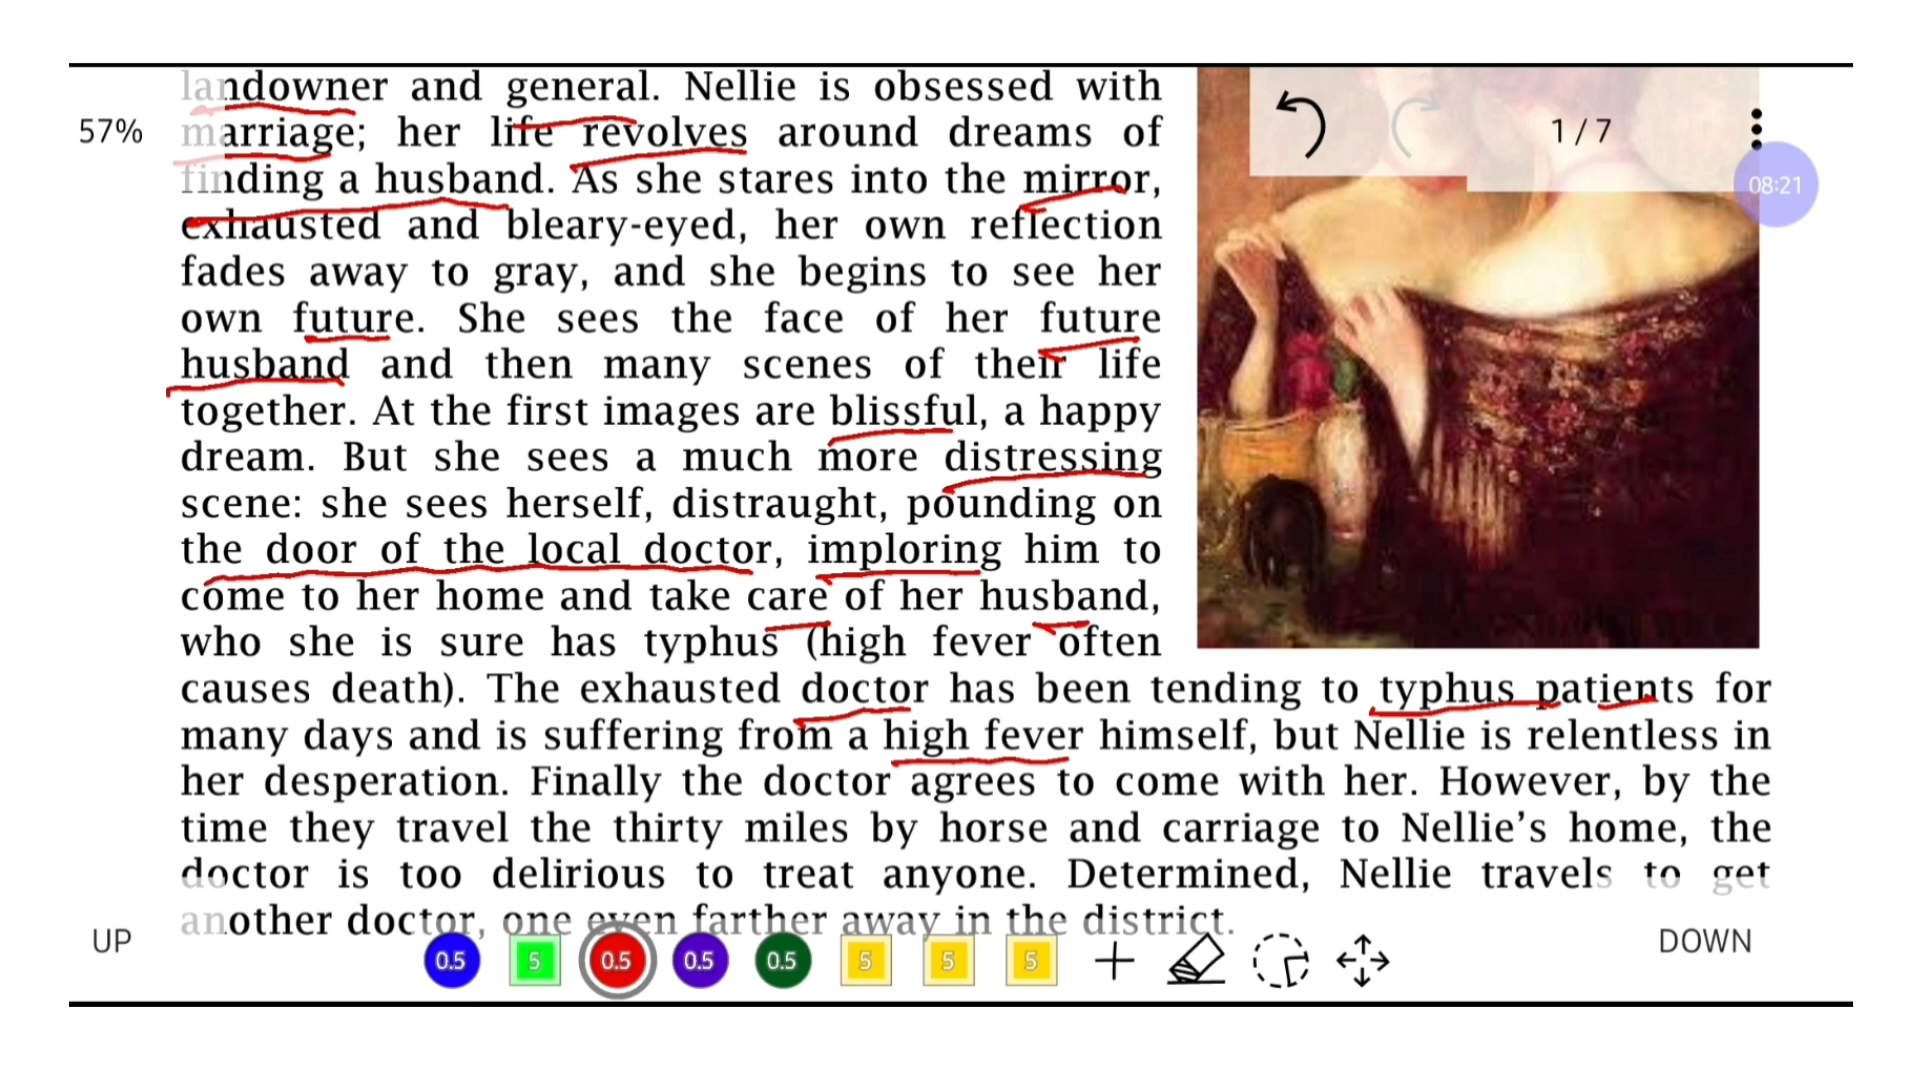 landowner and general. Nellie is obsessed with
57%
marriage; her life revolves around dreams of
1 / 7
finding a husband. As she stares into the mirror,
08:21
exhausted and bleary-eyed, her own reflection
fades away to gray, and she begins to see her
own future. She sees the face of her future
husband and then many scenes of their life
together. At the first images are blissful, a happy
dream. But she sees a much more distressing
scene: she sees herself, distraught, pounding on
the door of the local doctor, imploring him to
come to her home and take care of her husband,
who she is sure has typhus (high fever often
causes death). The exhausted doctor has been tending to typhus patients for
many days and is suffering from a high fever himself, but Nellie is relentless in
her desperation. Finally the doctor agrees to come with her. However, by the
time they travel the thirty miles by horse and carriage to Nellie's home, the
doctor is too delirious to treat anyone. Determined, Nellie travels to get
another doctor, one even farther away in the district.
UP
DOWN
0.5 5 0.5 0.5 0.5 5 5 5